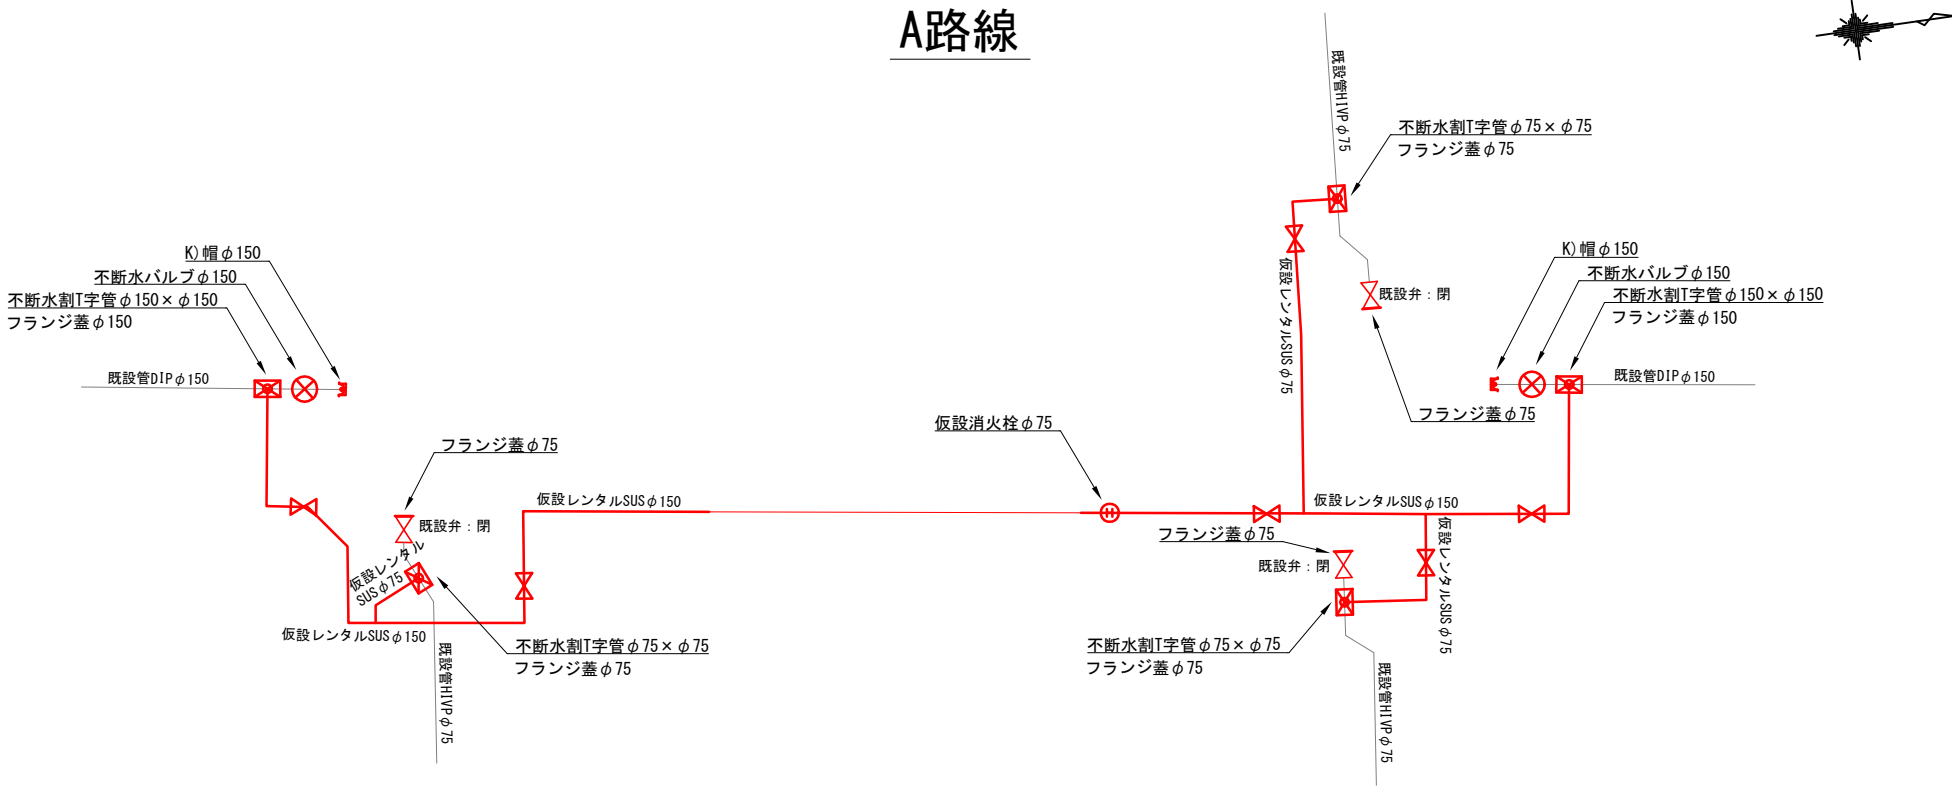 A路線
既設管HIVPφ75
不断水割T字管φ75×φ75
フランジ蓋φ75
K)帽φ150
不断水バルブφ150
不断水割T字管φ150×φ150
フランジ蓋φ150
既設管DIPφ150
仮設レンタルSUSφ75
既設弁：閉
フランジ蓋φ75
K)帽φ150
不断水バルブφ150
不断水割T字管φ150×φ150
フランジ蓋φ150
既設管DIPφ150
フランジ蓋φ75
既設弁：閉
仮設レンタル
SUSφ75
仮設レンタルSUSφ150
仮設レンタルSUSφ150
不断水割T字管φ75×φ75
フランジ蓋φ75
既設管HIVPφ75
仮設消火栓φ75
仮設レンタルSUSφ150
フランジ蓋φ75
既設弁：閉
仮設レンタルSUSφ75
不断水割T字管φ75×φ75
フランジ蓋φ75
既設管HIVPφ75